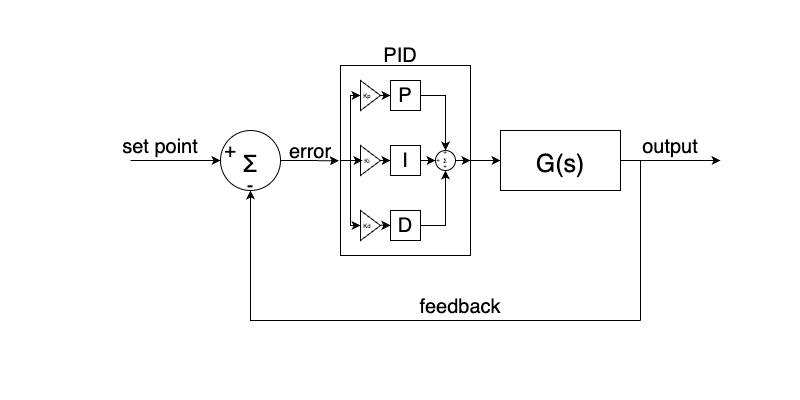 PID
Kp
P
set point
+
Σ
-
error
Ki
I
+
Σ
+
+
G(s)
output
Kd
D
feedback